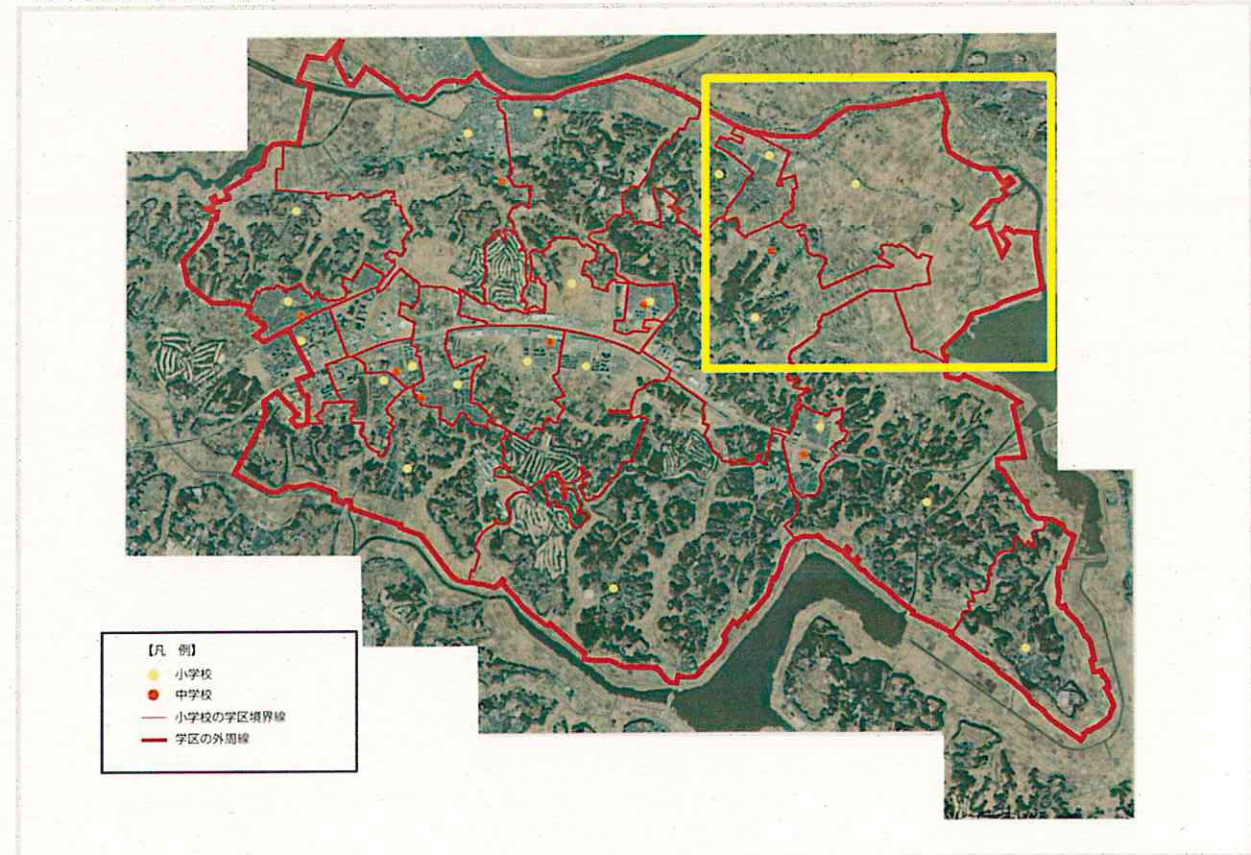 【凡 例】
小学校
中学校
小学校の学区境界線
学区の外周線